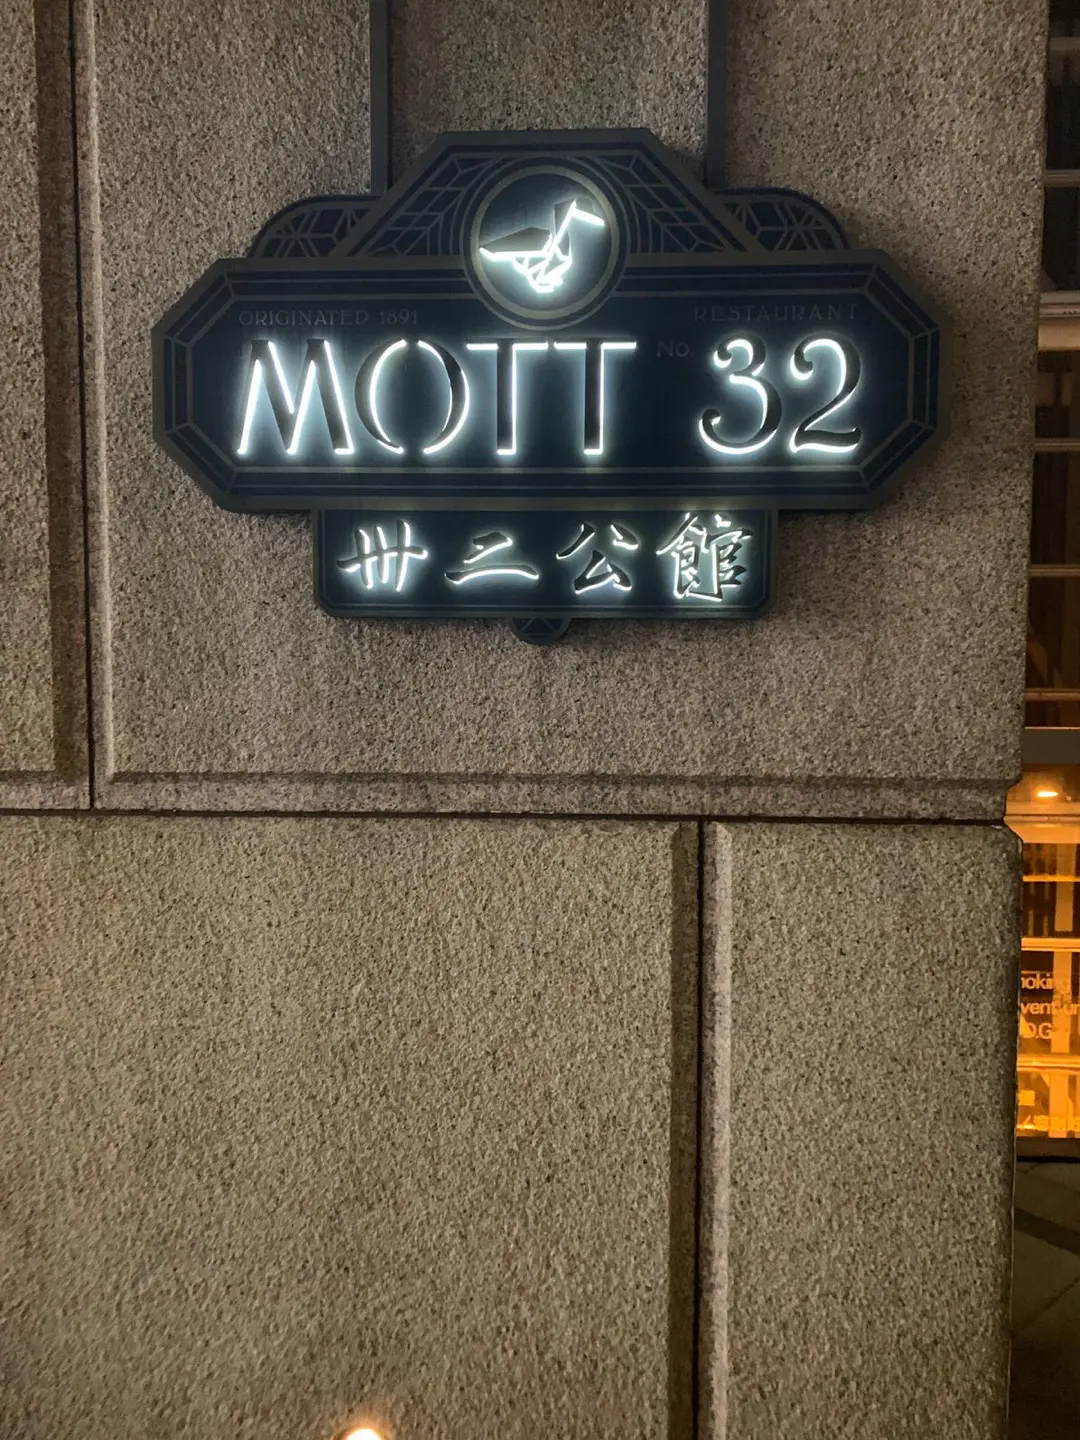 ORIGINATED 1891
RESTAURANT
MOTT No. 32
卅二公館